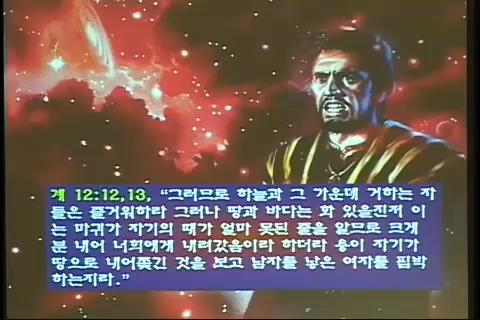 계 12:12,13, “그러므로 하늘과 그 가운데 거하는 자
들은 즐거워하라 그러나 땅과 바다는 화 있을진저 이
는 마귀가 자기의 때가 얼마 못된 줄을 알므로 크게
분 내어 너희에게 내려갔음이라 하더라 용이 자기가
땅으로 내어쫓긴 것을 보고 남자를 낳은 여자를 핍박
하는지라.”